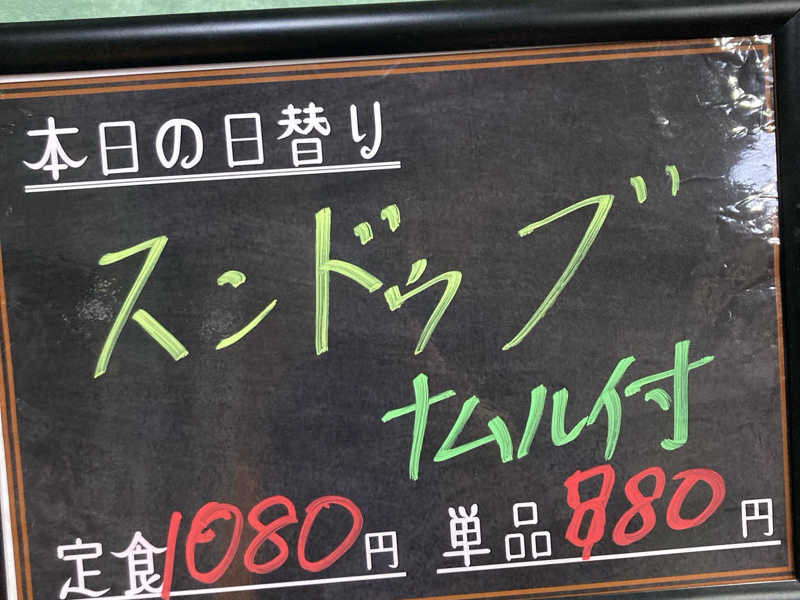 本日の日替り
スンドゥブ
ナムル付
定食1080円 単品880円